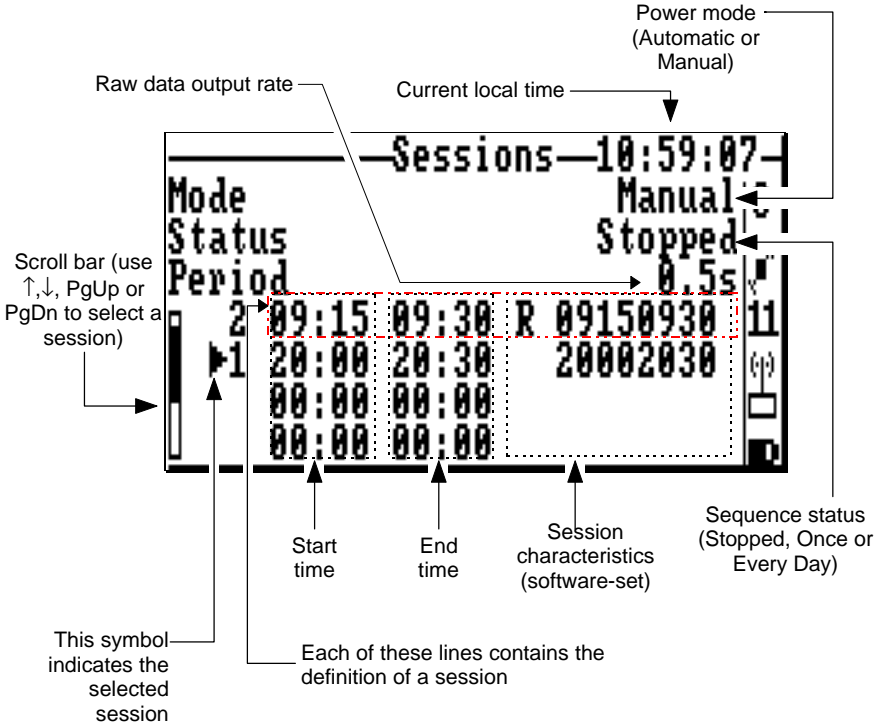 Power mode
(Automatic or
Manual)
Raw data output rate
Current local time
Sessions 10:59:07
Mode Manual
Status Stopped
Period 0.5s
2 09:15 09:30 R 09150930 11
1 20:00 20:30 20002030
00:00 00:00
00:00 00:00
Scroll bar (use
↑,↓, PgUp or
PgDn to select a
session)
Start
time
End
time
Session
characteristics
(software-set)
Sequence status
(Stopped, Once or
Every Day)
This symbol
indicates the
selected
session
Each of these lines contains the
definition of a session